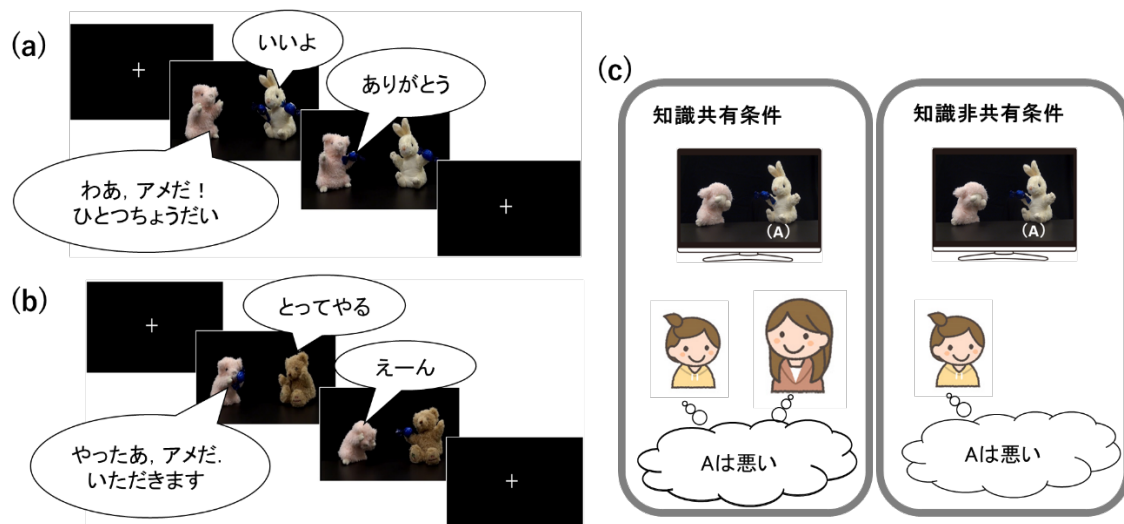 (a)
いいよ
ありがとう
わあ，アメだ！
ひとつちょうだい
(b)
とってやる
えーん
やったあ，アメだ．
いただきます
(c)
知識共有条件
(A)
Aは悪い
知識非共有条件
(A)
Aは悪い